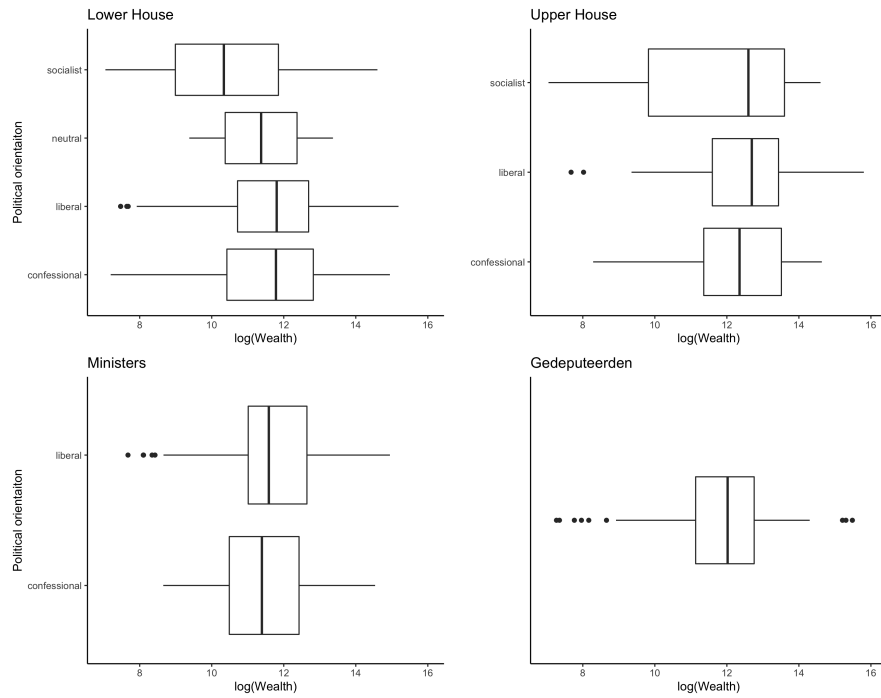 Lower House
Political orientaiton
socialist
neutral
liberal
confessional
8 10 12 14 16
log(Wealth)
Upper House
socialist
liberal
confessional
8 10 12 14 16
log(Wealth)
Ministers
Political orientaiton
liberal
confessional
8 10 12 14 16
log(Wealth)
Gedeputeerden
8 10 12 14 16
log(Wealth)